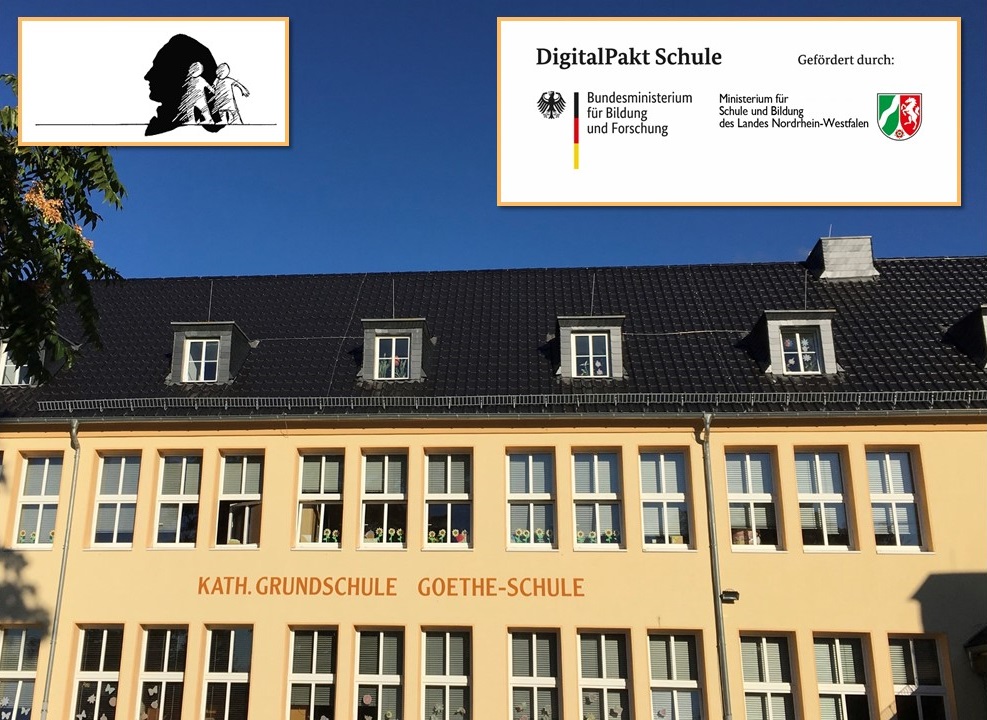 DigitalPakt Schule
Gefördert durch:
Bundesministerium
für Bildung
und Forschung
Ministerium für
Schule und Bildung
des Landes Nordrhein-Westfalen
KATH. GRUNDSCHULE GOETHE-SCHULE